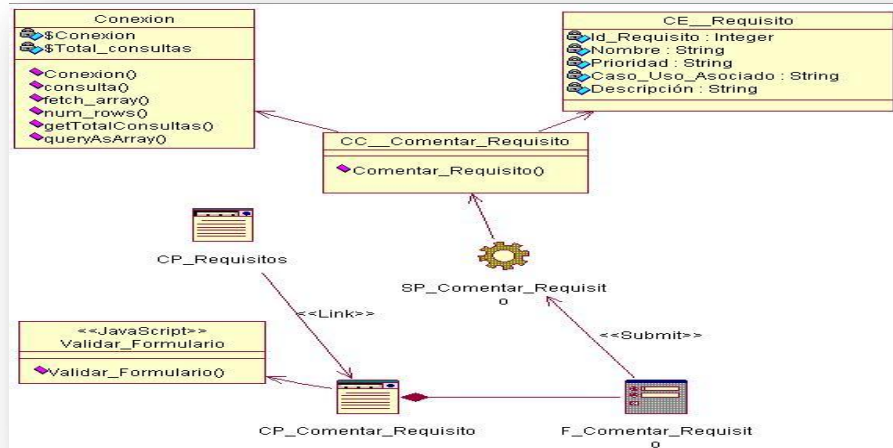 Conexion
$Conexion
$Total_consultas
Conexion()
consulta()
fetch_array()
num_rows()
getTotalConsultas()
queryAsArray()
CE__Requisito
Id_Requisito : Integer
Nombre : String
Prioridad : String
Caso_Uso_Asociado : String
Descripción : String
CC__Comentar_Requisito
Comentar_Requisito()
CP_Requisitos
SP_Comentar_Requisit
o
<<Link>>
<<Submit>>
<<JavaScript>>
Validar_Formulario
Validar_Formulario()
CP_Comentar_Requisito
F_Comentar_Requisit
o